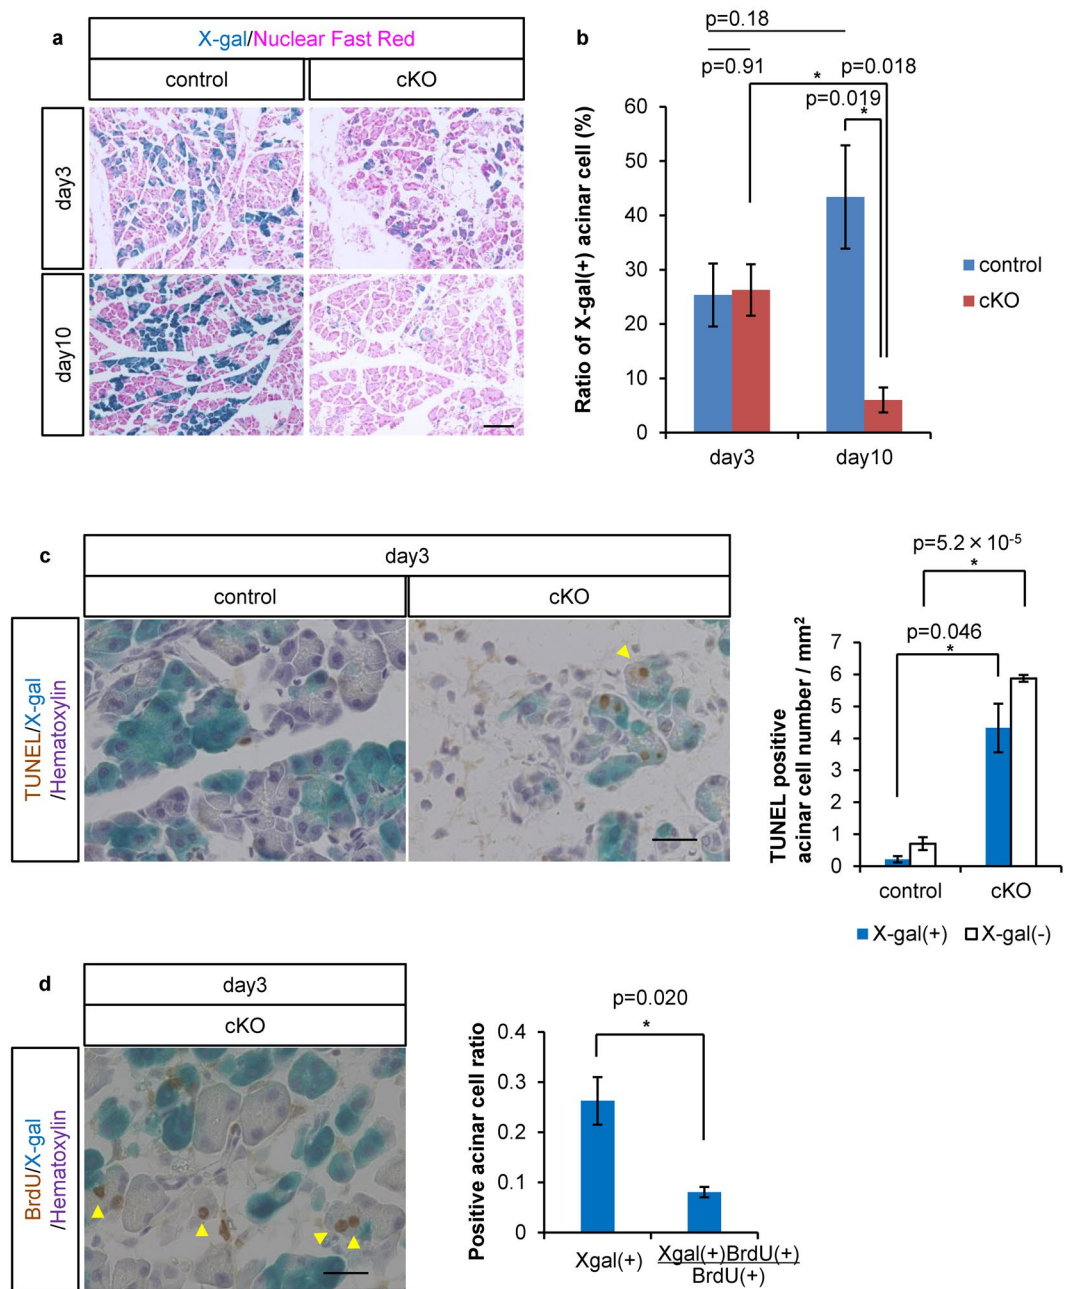 a
X-gal/Nuclear Fast Red
control
cKO
day3
day10
b
p=0.18
p=0.91
*
p=0.018
p=0.019
*
Ratio of X-gal(+) acinar cell (%)
60
50
40
30
20
10
0
day3
day10
control
cKO
c
day3
control
cKO
TUNEL/X-gal
/Hematoxylin
p=5.2×10-5
*
p=0.046
*
TUNEL positive
acinar cell number / mm2
7
6
5
4
3
2
1
0
control
cKO
X-gal(+)
X-gal(-)
d
day3
cKO
BrdU/X-gal
/Hematoxylin
p=0.020
*
Positive acinar cell ratio
0.4
0.3
0.2
0.1
0
Xgal(+)
Xgal(+)BrdU(+)
BrdU(+)